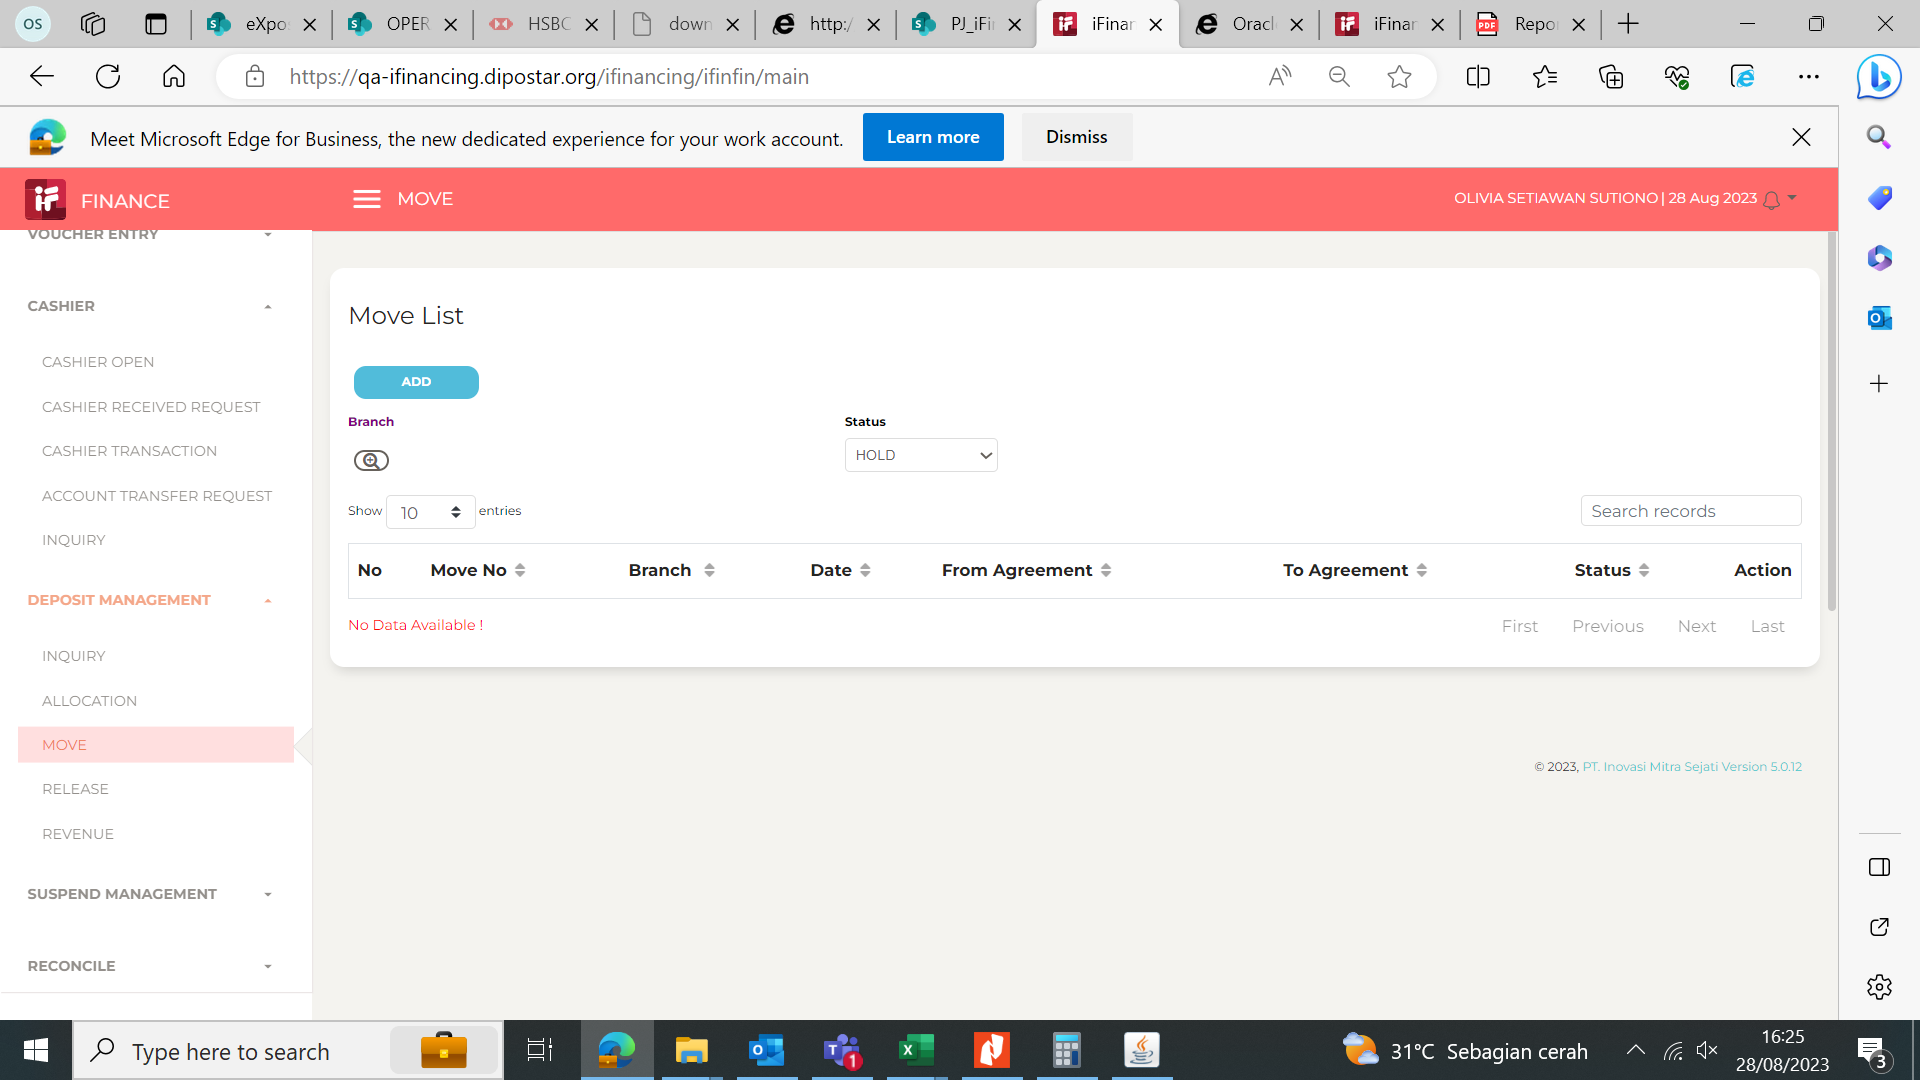 OS
eXpo
OPER
HSBC
down
http:/
PJ_iFi
iFinar
Oracl
iFinar
Repo
https://qa-ifinancing.dipostar.org/ifinancing/ifinfin/main
Meet Microsoft Edge for Business, the new dedicated experience for your work account.
Learn more
Dismiss
iF FINANCE
MOVE
OLIVIA SETIAWAN SUTIONO | 28 Aug 2023
VOUCHER ENTRY
CASHIER
CASHIER OPEN
CASHIER RECEIVED REQUEST
CASHIER TRANSACTION
ACCOUNT TRANSFER REQUEST
INQUIRY
DEPOSIT MANAGEMENT
INQUIRY
ALLOCATION
MOVE
RELEASE
REVENUE
SUSPEND MANAGEMENT
RECONCILE
Move List
ADD
Branch
Status
HOLD
Show 10 entries
Search records
No Move No Branch Date From Agreement To Agreement Status Action
No Data Available !
First Previous Next Last
© 2023, PT. Inovasi Mitra Sejati Version 5.0.12
Type here to search
1
31°C Sebagian cerah
16:25
28/08/2023
3